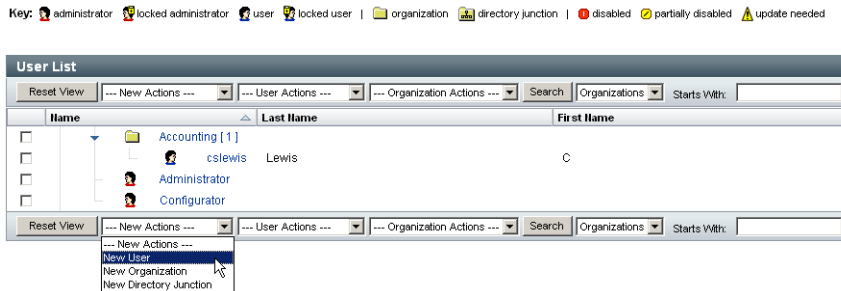 Key: administrator locked administrator user locked user | organization directory junction | disabled partially disabled update needed
User List
Reset View --- New Actions --- --- User Actions --- --- Organization Actions --- Search Organizations Starts With:
Name Last Name First Name
Accounting [ 1 ]
cslewis Lewis C
Administrator
Configurator
Reset View --- New Actions --- --- User Actions --- --- Organization Actions --- Search Organizations Starts With:
--- New Actions ---
New User
New Organization
New Directory Junction